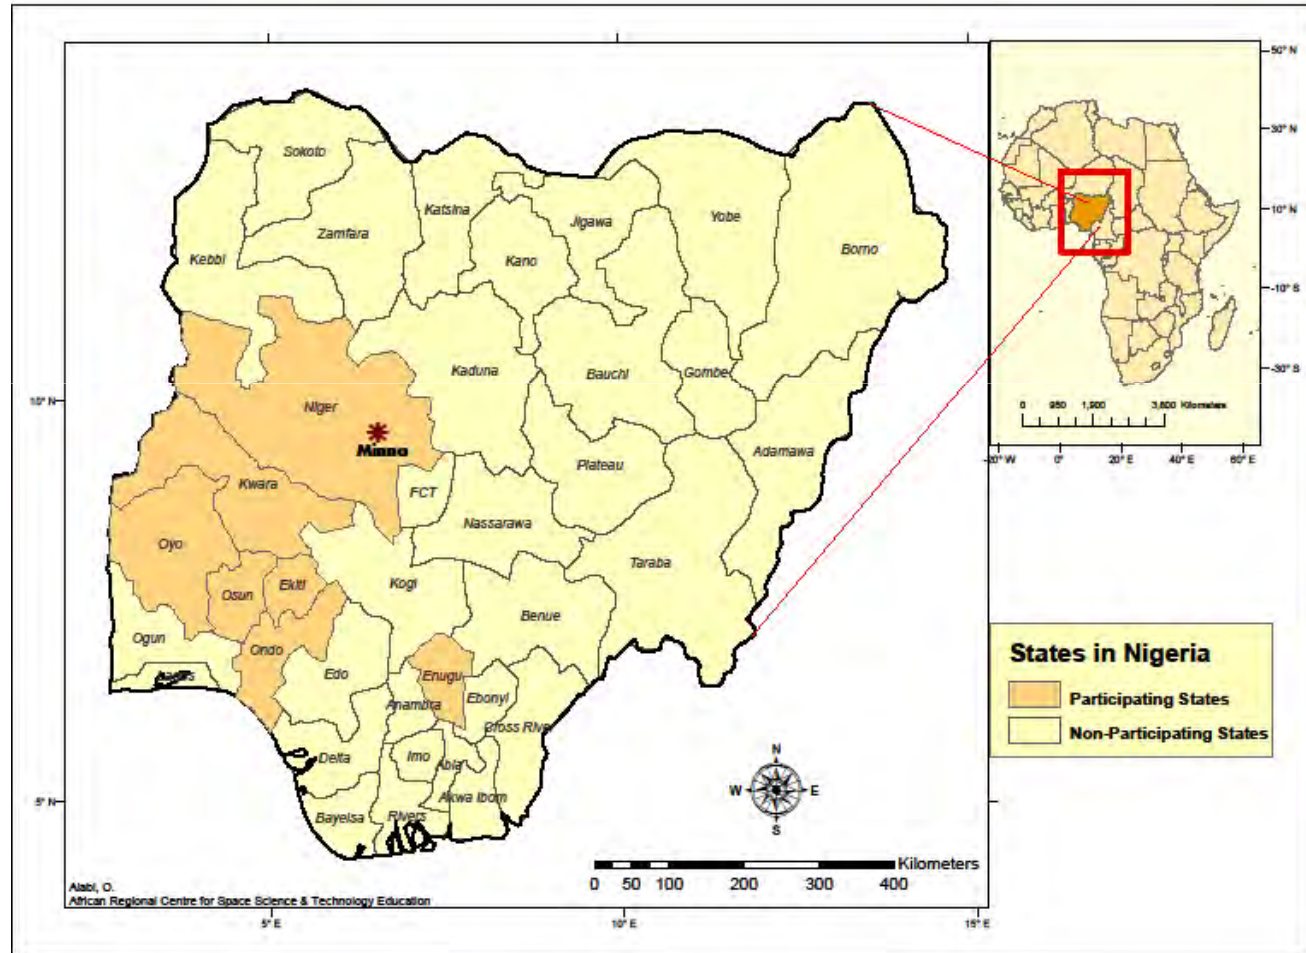 Sokoto
Katsina
Jigawa
Yobe
Borno
Zamfara
Kano
Kebbi
Kaduna
Bauchi
Gombe
Niger
Minna
Adamawa
Plateau
Kwara
FCT
Nassarawa
Oyo
Taraba
Kogi
Osun
Ekiti
Benue
Ogun
Ondo
Edo
Enugu
Ebonyi
Anambra
Cross Rive
Delta
Imo
Abia
Akwa Ibom
Bayelsa
Rivers
10° N
5° N
5° E
10° E
15° E
N
W E
S
Kilometers
0 50 100 200 300 400
Alabi, O.
African Regional Centre for Space Science & Technology Education
50° N
30° N
10° N
-10° S
-30° S
0 950 1,900 3,800 Kilometers
-20° W 0° 20° E 40° E 60° E
States in Nigeria
Participating States
Non-Participating States